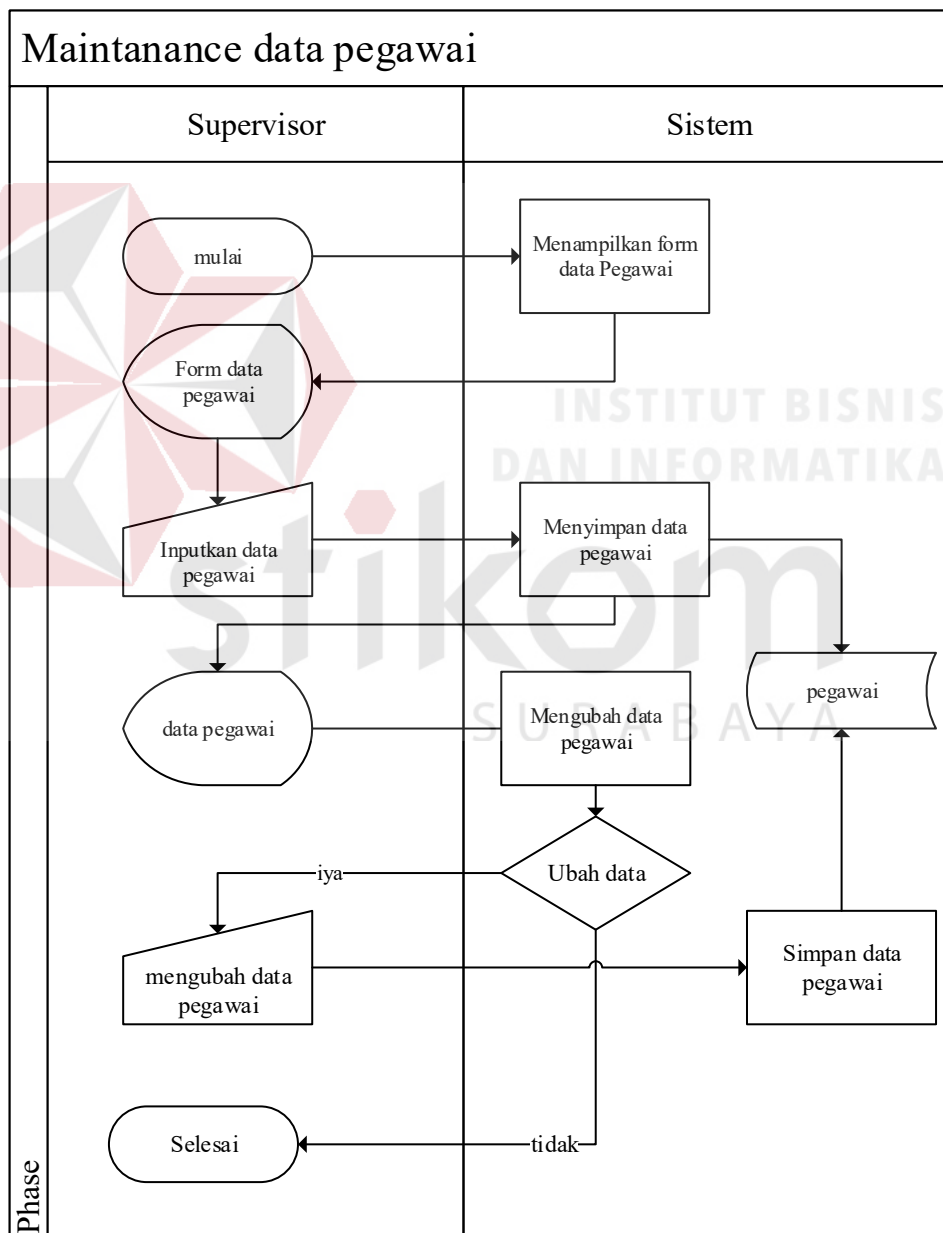 Maintanance data pegawai
Supervisor
Sistem
mulai
Menampilkan form
data Pegawai
Form data
pegawai
INSTITUT BISNIS
DAN INFORMATIKA
Inputkan data
pegawai
Menyimpan data
pegawai
stikom
SURABAYA
data pegawai
Mengubah data
pegawai
pegawai
Ubah data
iya
mengubah data
pegawai
Simpan data
pegawai
Selesai
tidak
Phase